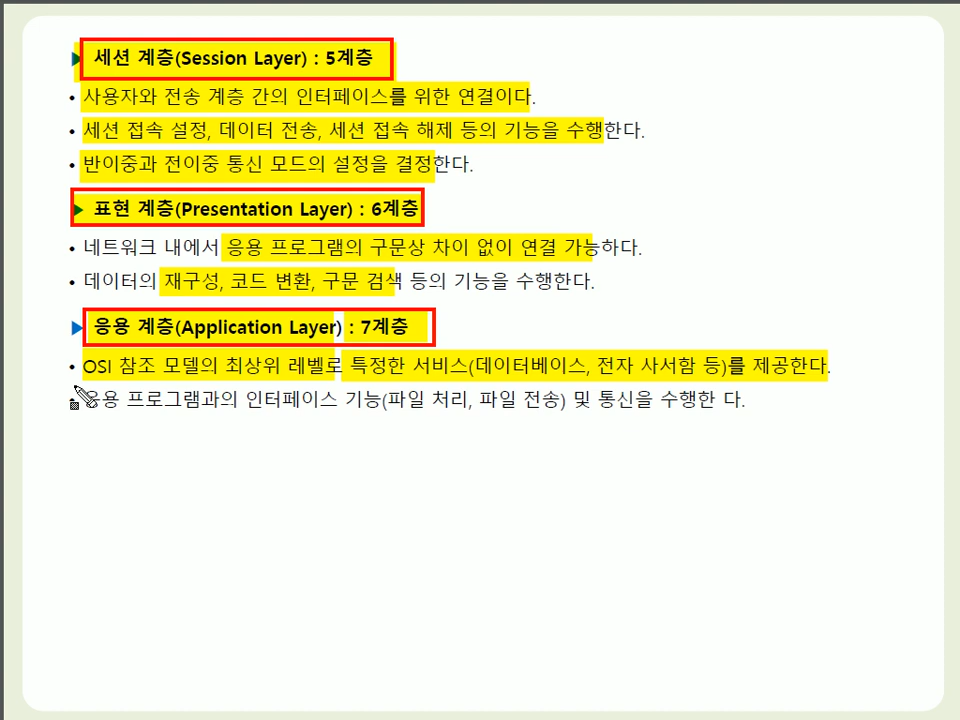 ▶ 세션 계층(Session Layer) : 5계층
• 사용자와 전송 계층 간의 인터페이스를 위한 연결이다.
• 세션 접속 설정, 데이터 전송, 세션 접속 해제 등의 기능을 수행한다.
• 반이중과 전이중 통신 모드의 설정을 결정한다.
▶ 표현 계층(Presentation Layer) : 6계층
• 네트워크 내에서 응용 프로그램의 구문상 차이 없이 연결 가능하다.
• 데이터의 재구성, 코드 변환, 구문 검색 등의 기능을 수행한다.
▶ 응용 계층(Application Layer) : 7계층
• OSI 참조 모델의 최상위 레벨로 특정한 서비스(데이터베이스, 전자 사서함 등)를 제공한다.
응용 프로그램과의 인터페이스 기능(파일 처리, 파일 전송) 및 통신을 수행한 다.